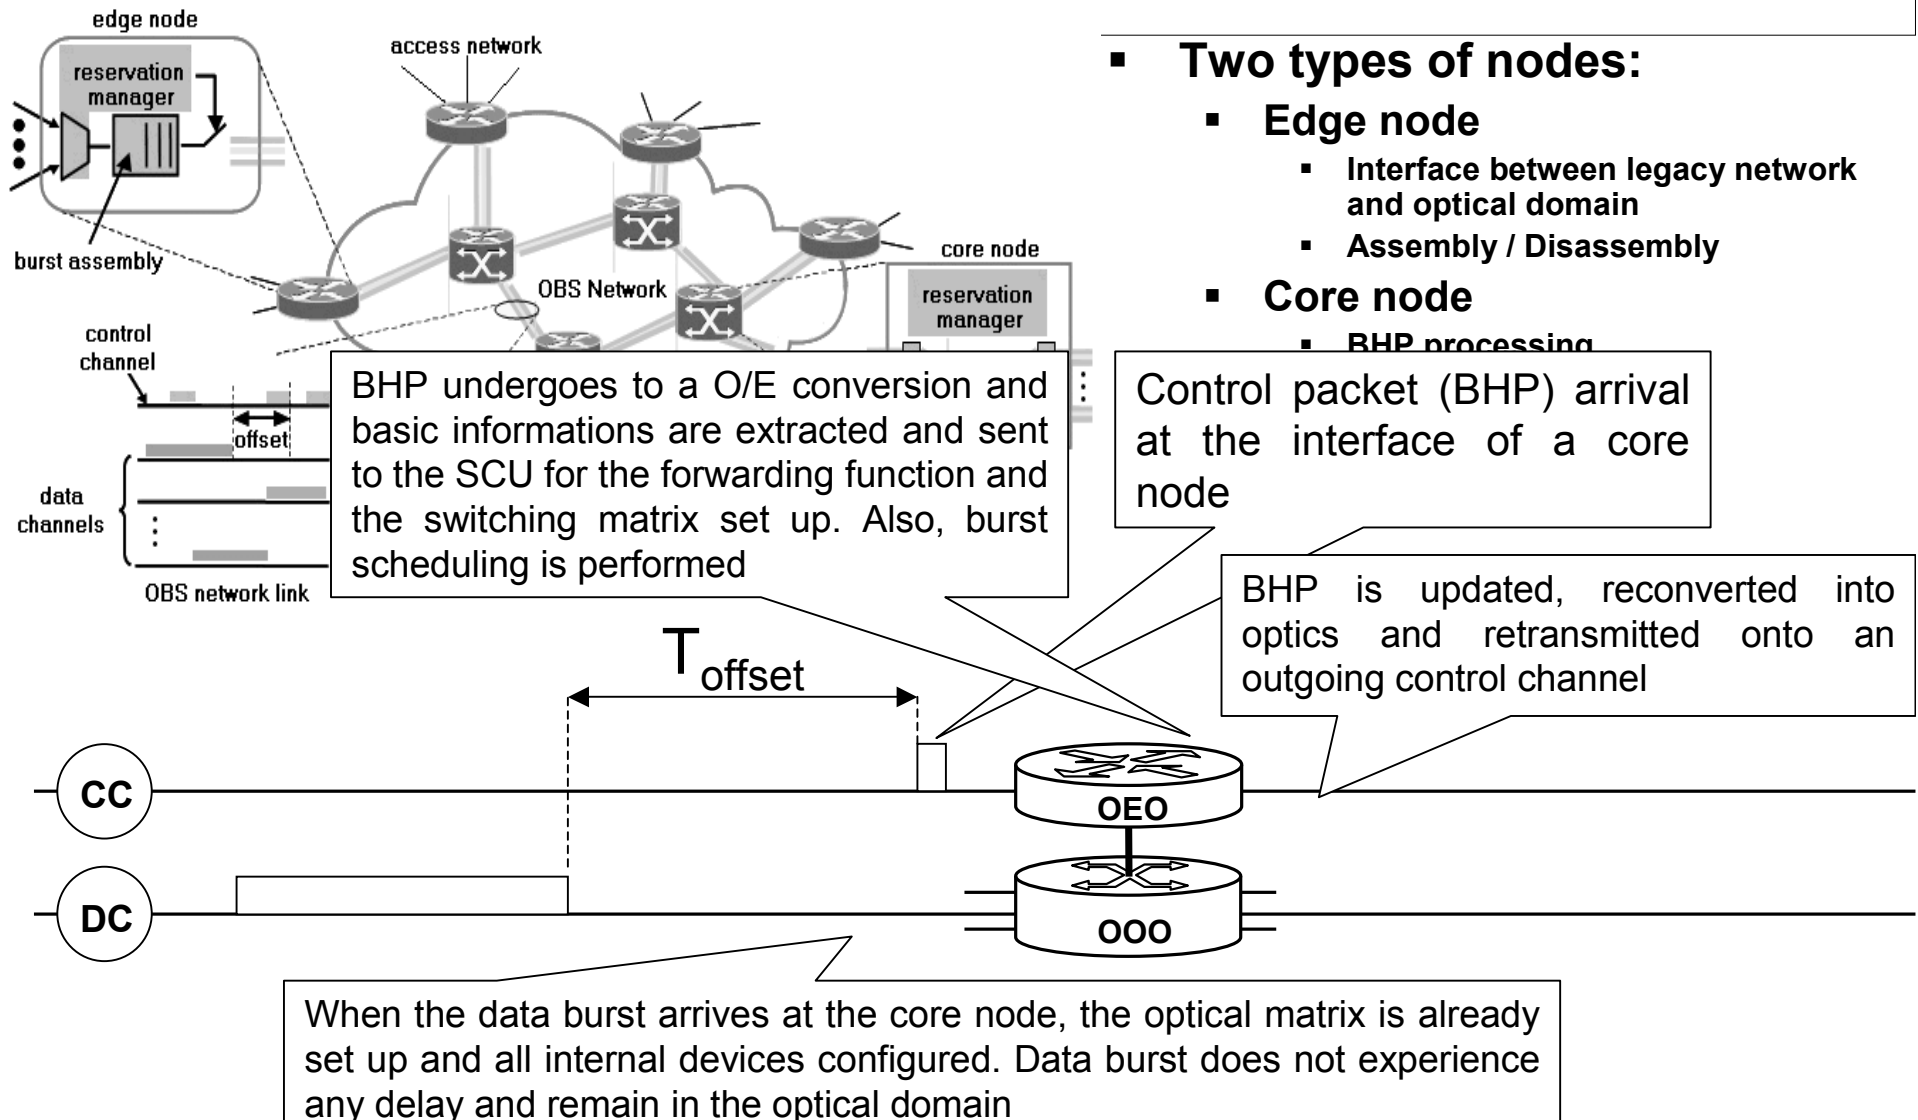 edge node
access network
reservation
manager
burst assembly
OBS Network
core node
reservation
manager
control
channel
offset
data
channels
OBS network link
▪ Two types of nodes:
▪ Edge node
▪ Interface between legacy network
and optical domain
▪ Assembly / Disassembly
▪ Core node
▪ BHP processing
BHP undergoes to a O/E conversion and
basic informations are extracted and sent
to the SCU for the forwarding function and
the switching matrix set up. Also, burst
scheduling is performed
Control packet (BHP) arrival
at the interface of a core
node
BHP is updated, reconverted into
optics and retransmitted onto an
outgoing control channel
Toffset
CC
OEO
DC
OOO
When the data burst arrives at the core node, the optical matrix is already
set up and all internal devices configured. Data burst does not experience
any delay and remain in the optical domain